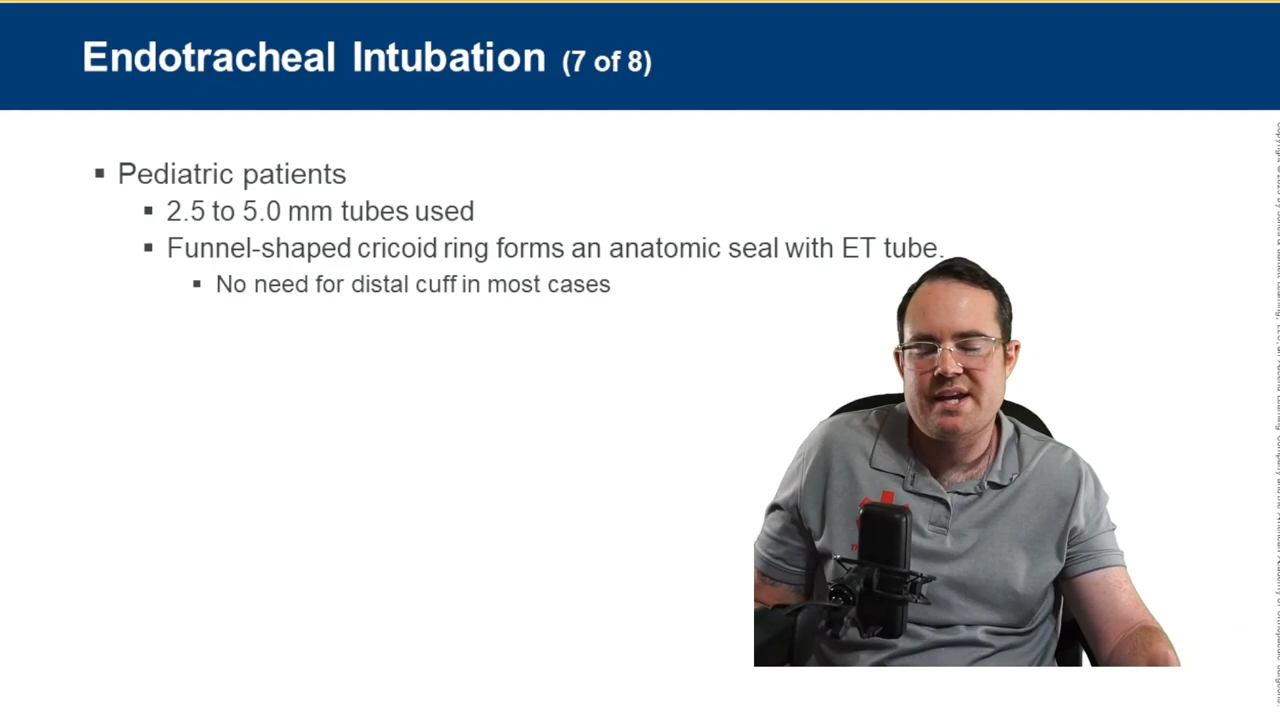 Endotracheal Intubation (7 of 8)
▪ Pediatric patients
▪ 2.5 to 5.0 mm tubes used
▪ Funnel-shaped cricoid ring forms an anatomic seal with ET tube.
▪ No need for distal cuff in most cases